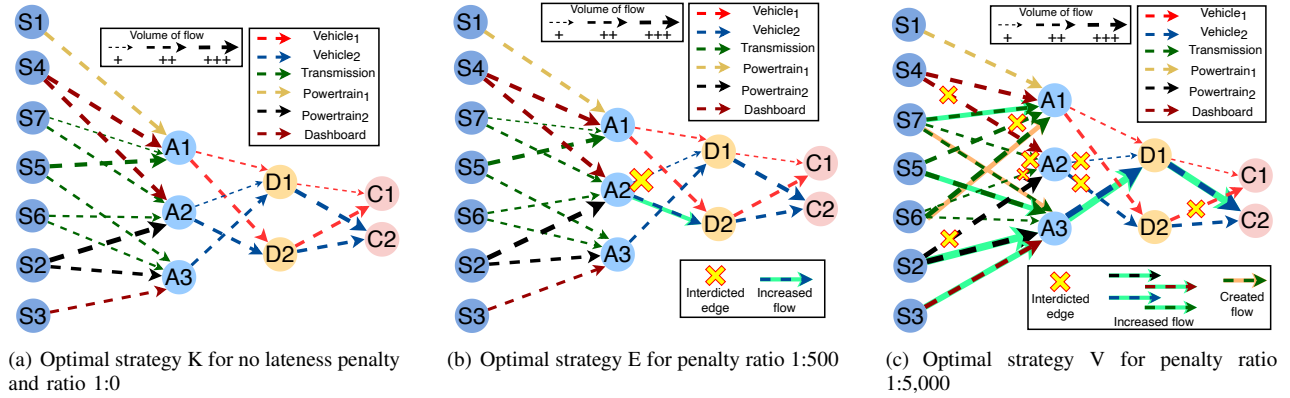 S1
S4
S7
S5
S6
S2
S3
A1
A2
A3
D1
D2
C1
C2
Volume of flow
+ ++ +++
Vehicle1
Vehicle2
Transmission
Powertrain1
Powertrain2
Dashboard
(a) Optimal strategy K for no lateness penalty
and ratio 1:0
S1
S4
S7
S5
S6
S2
S3
A1
A2
A3
D1
D2
C1
C2
Volume of flow
+ ++ +++
Vehicle1
Vehicle2
Transmission
Powertrain1
Powertrain2
Dashboard
Interdicted
edge
Increased
flow
(b) Optimal strategy E for penalty ratio 1:500
S1
S4
S7
S5
S6
S2
S3
A1
A2
A3
D1
D2
C1
C2
Volume of flow
+ ++ +++
Vehicle1
Vehicle2
Transmission
Powertrain1
Powertrain2
Dashboard
Interdicted
edge
Increased flow
Created
flow
(c) Optimal strategy V for penalty ratio
1:5,000